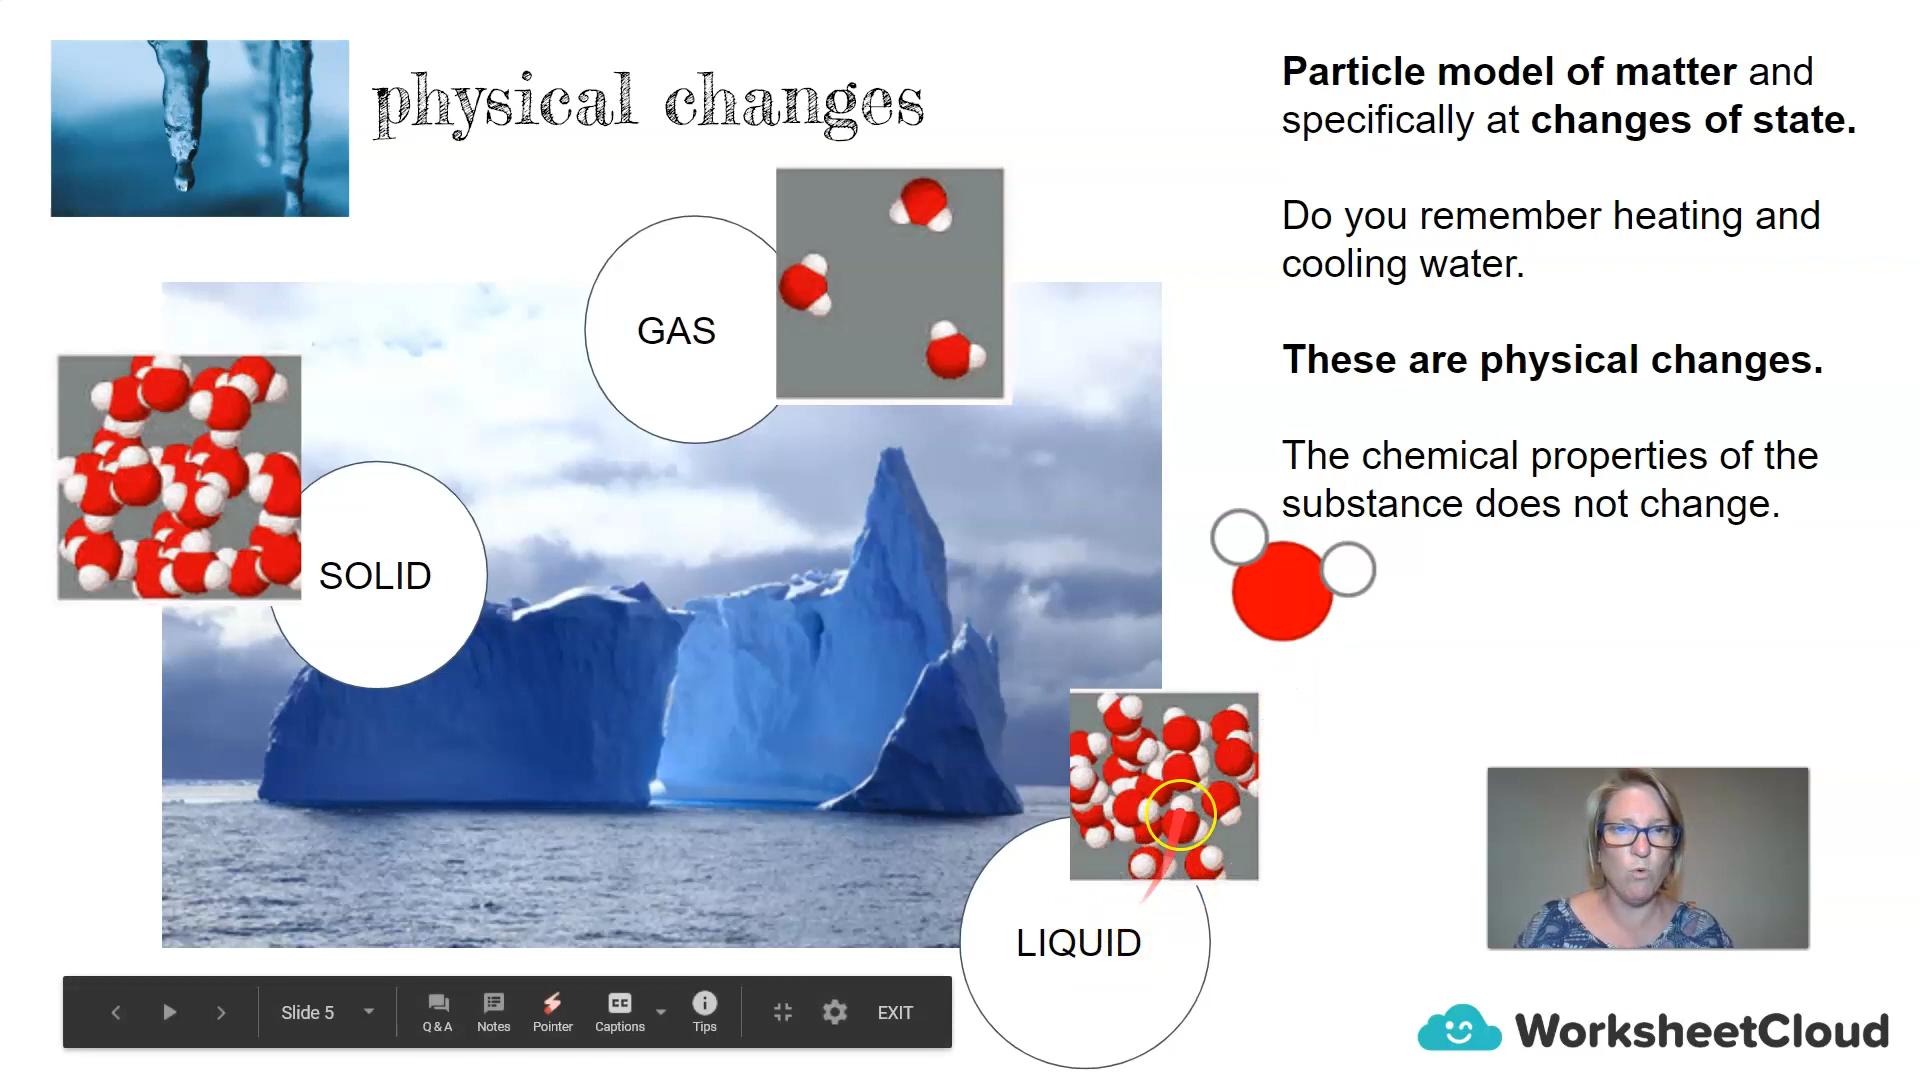 physical changes
Particle model of matter and
specifically at changes of state.
Do you remember heating and
cooling water.
These are physical changes.
The chemical properties of the
substance does not change.
GAS
SOLID
LIQUID
Slide 5
Q & A
Notes
Pointer
CC
Captions
Tips
EXIT
WorksheetCloud